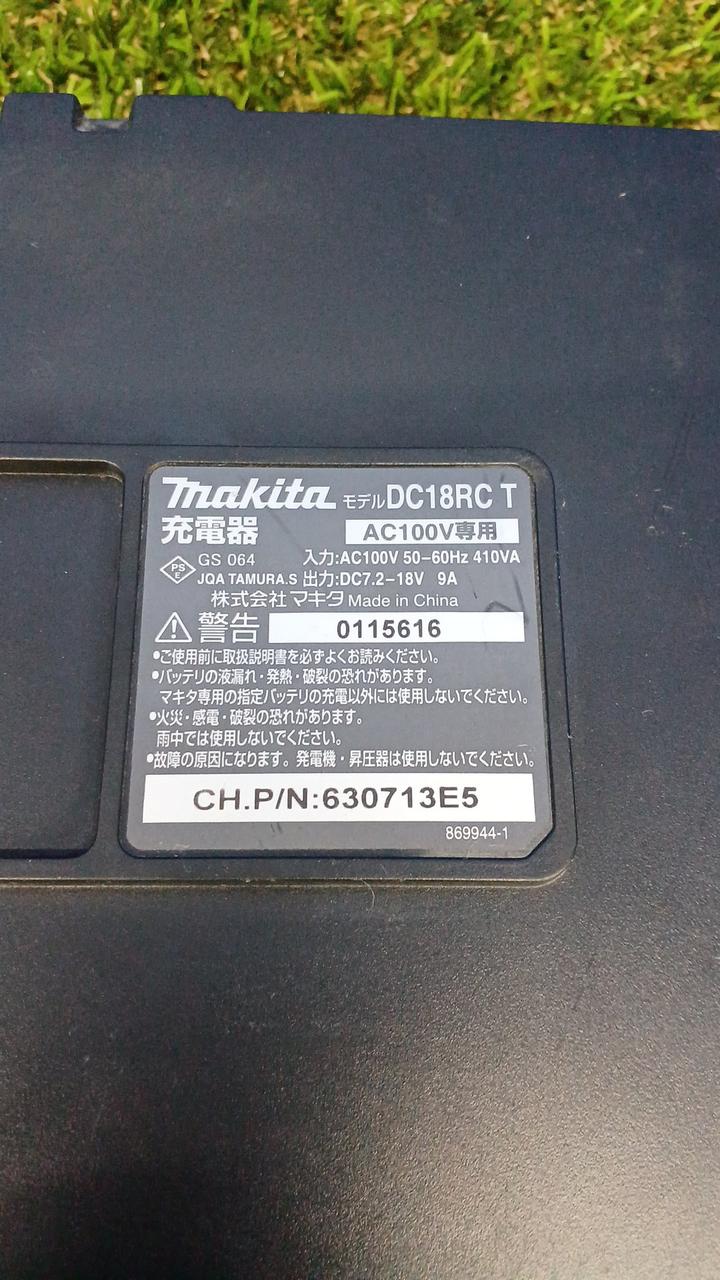 makita モデルDC18RC T
充電器 AC100V専用
PS E GS 064 入力:AC100V 50-60Hz 410VA
JQA TAMURA.S 出力:DC7.2-18V 9A
株式会社マキタ Made in China
警告 0115616
•ご使用前に取扱説明書を必ずよくお読みください。
•バッテリの液漏れ・発熱・破裂の恐れがあります。
マキタ専用の指定バッテリの充電以外には使用しないでください。
•火災・感電・破裂の恐れがあります。
雨中では使用しないでください。
•故障の原因になります。発電機・昇圧器は使用しないでください。
CH.P/N:630713E5
869944-1